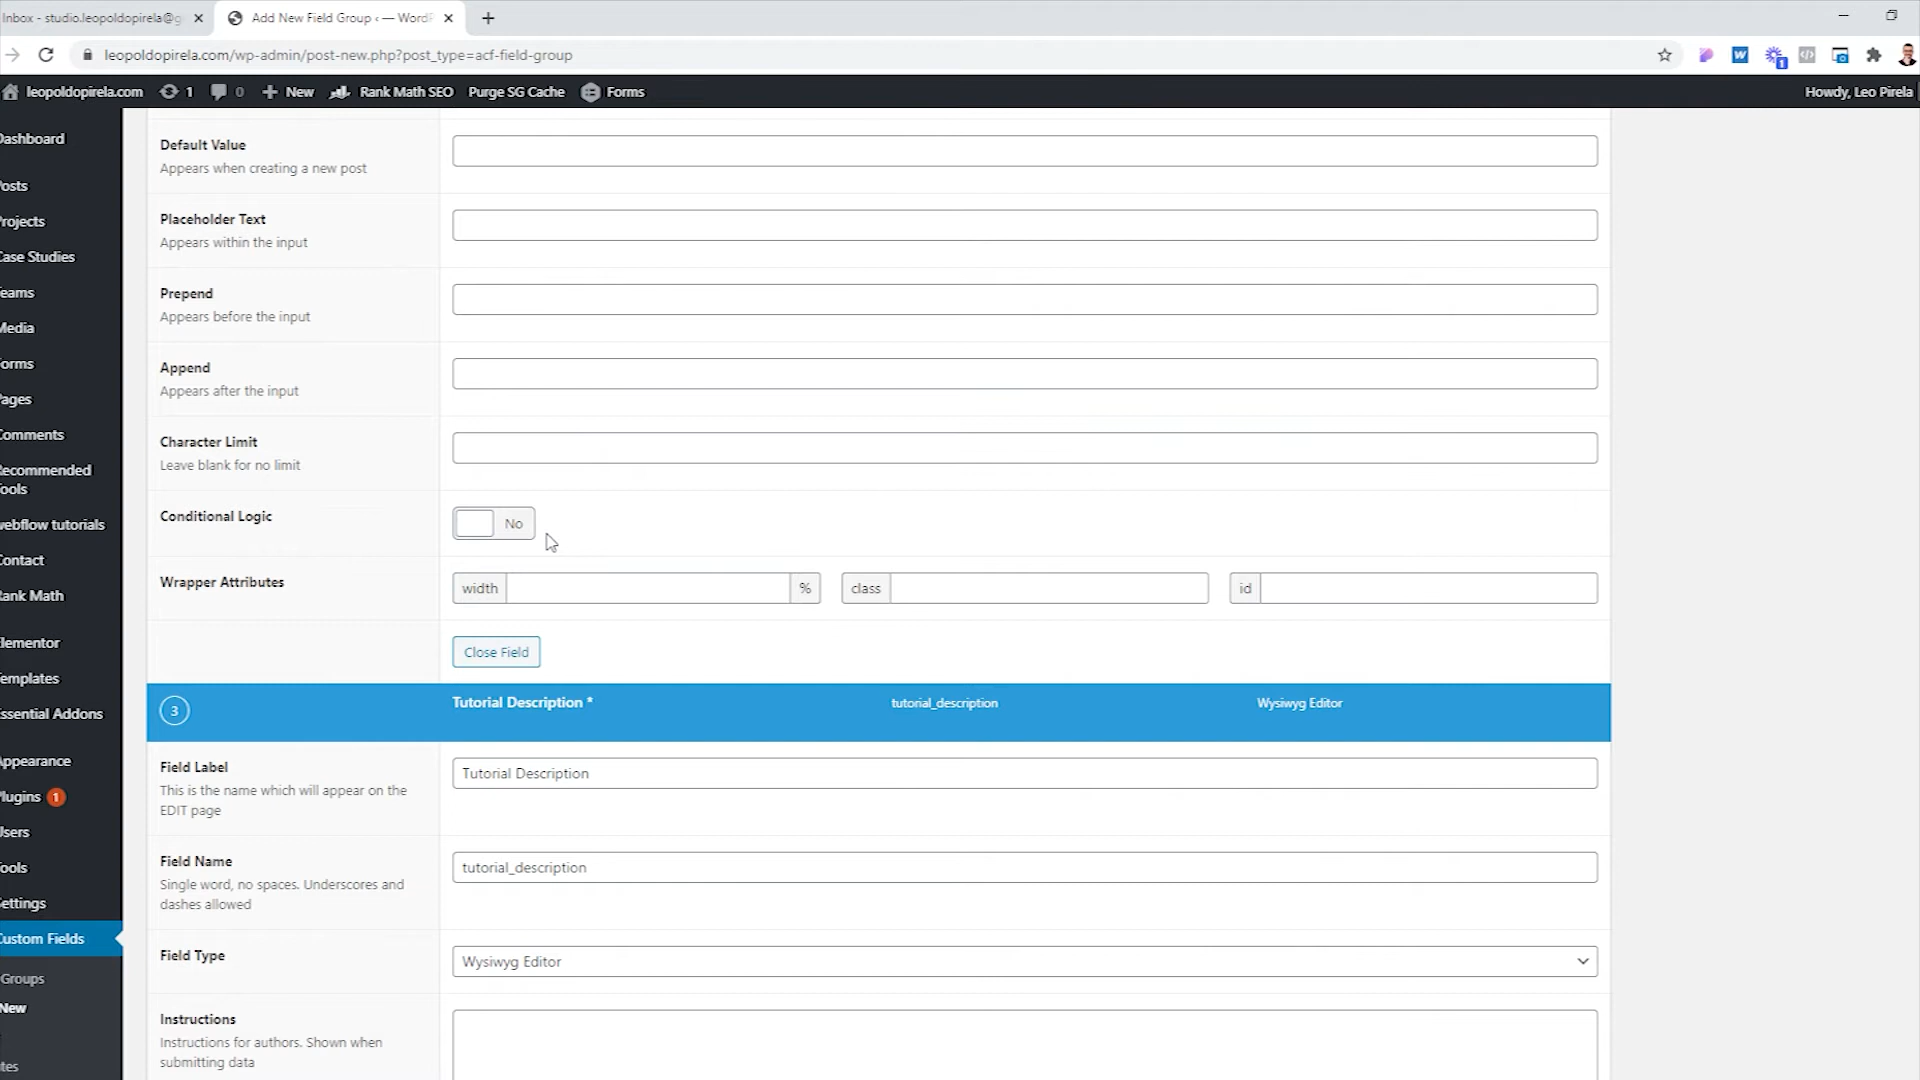 Inbox - studio.leopoldopirela@g
Add New Field Group ‹ — WordP
leopoldopirela.com/wp-admin/post-new.php?post_type=acf-field-group
1
leopoldopirela.com 1 0 New Rank Math SEO Purge SG Cache Forms Howdy, Leo Pirela
Dashboard
Posts
Projects
Case Studies
Teams
Media
Forms
Pages
Comments
Recommended
Tools
webflow tutorials
Contact
Rank Math
Elementor
Templates
Essential Addons
Appearance
Plugins 1
Users
Tools
Settings
Custom Fields
Groups
New
Default Value
Appears when creating a new post
Placeholder Text
Appears within the input
Prepend
Appears before the input
Append
Appears after the input
Character Limit
Leave blank for no limit
Conditional Logic
No
Wrapper Attributes
width % class id
Close Field
3 Tutorial Description * tutorial_description Wysiwyg Editor
Field Label
This is the name which will appear on the
EDIT page
Tutorial Description
Field Name
Single word, no spaces. Underscores and
dashes allowed
tutorial_description
Field Type
Wysiwyg Editor
Instructions
Instructions for authors. Shown when
submitting data